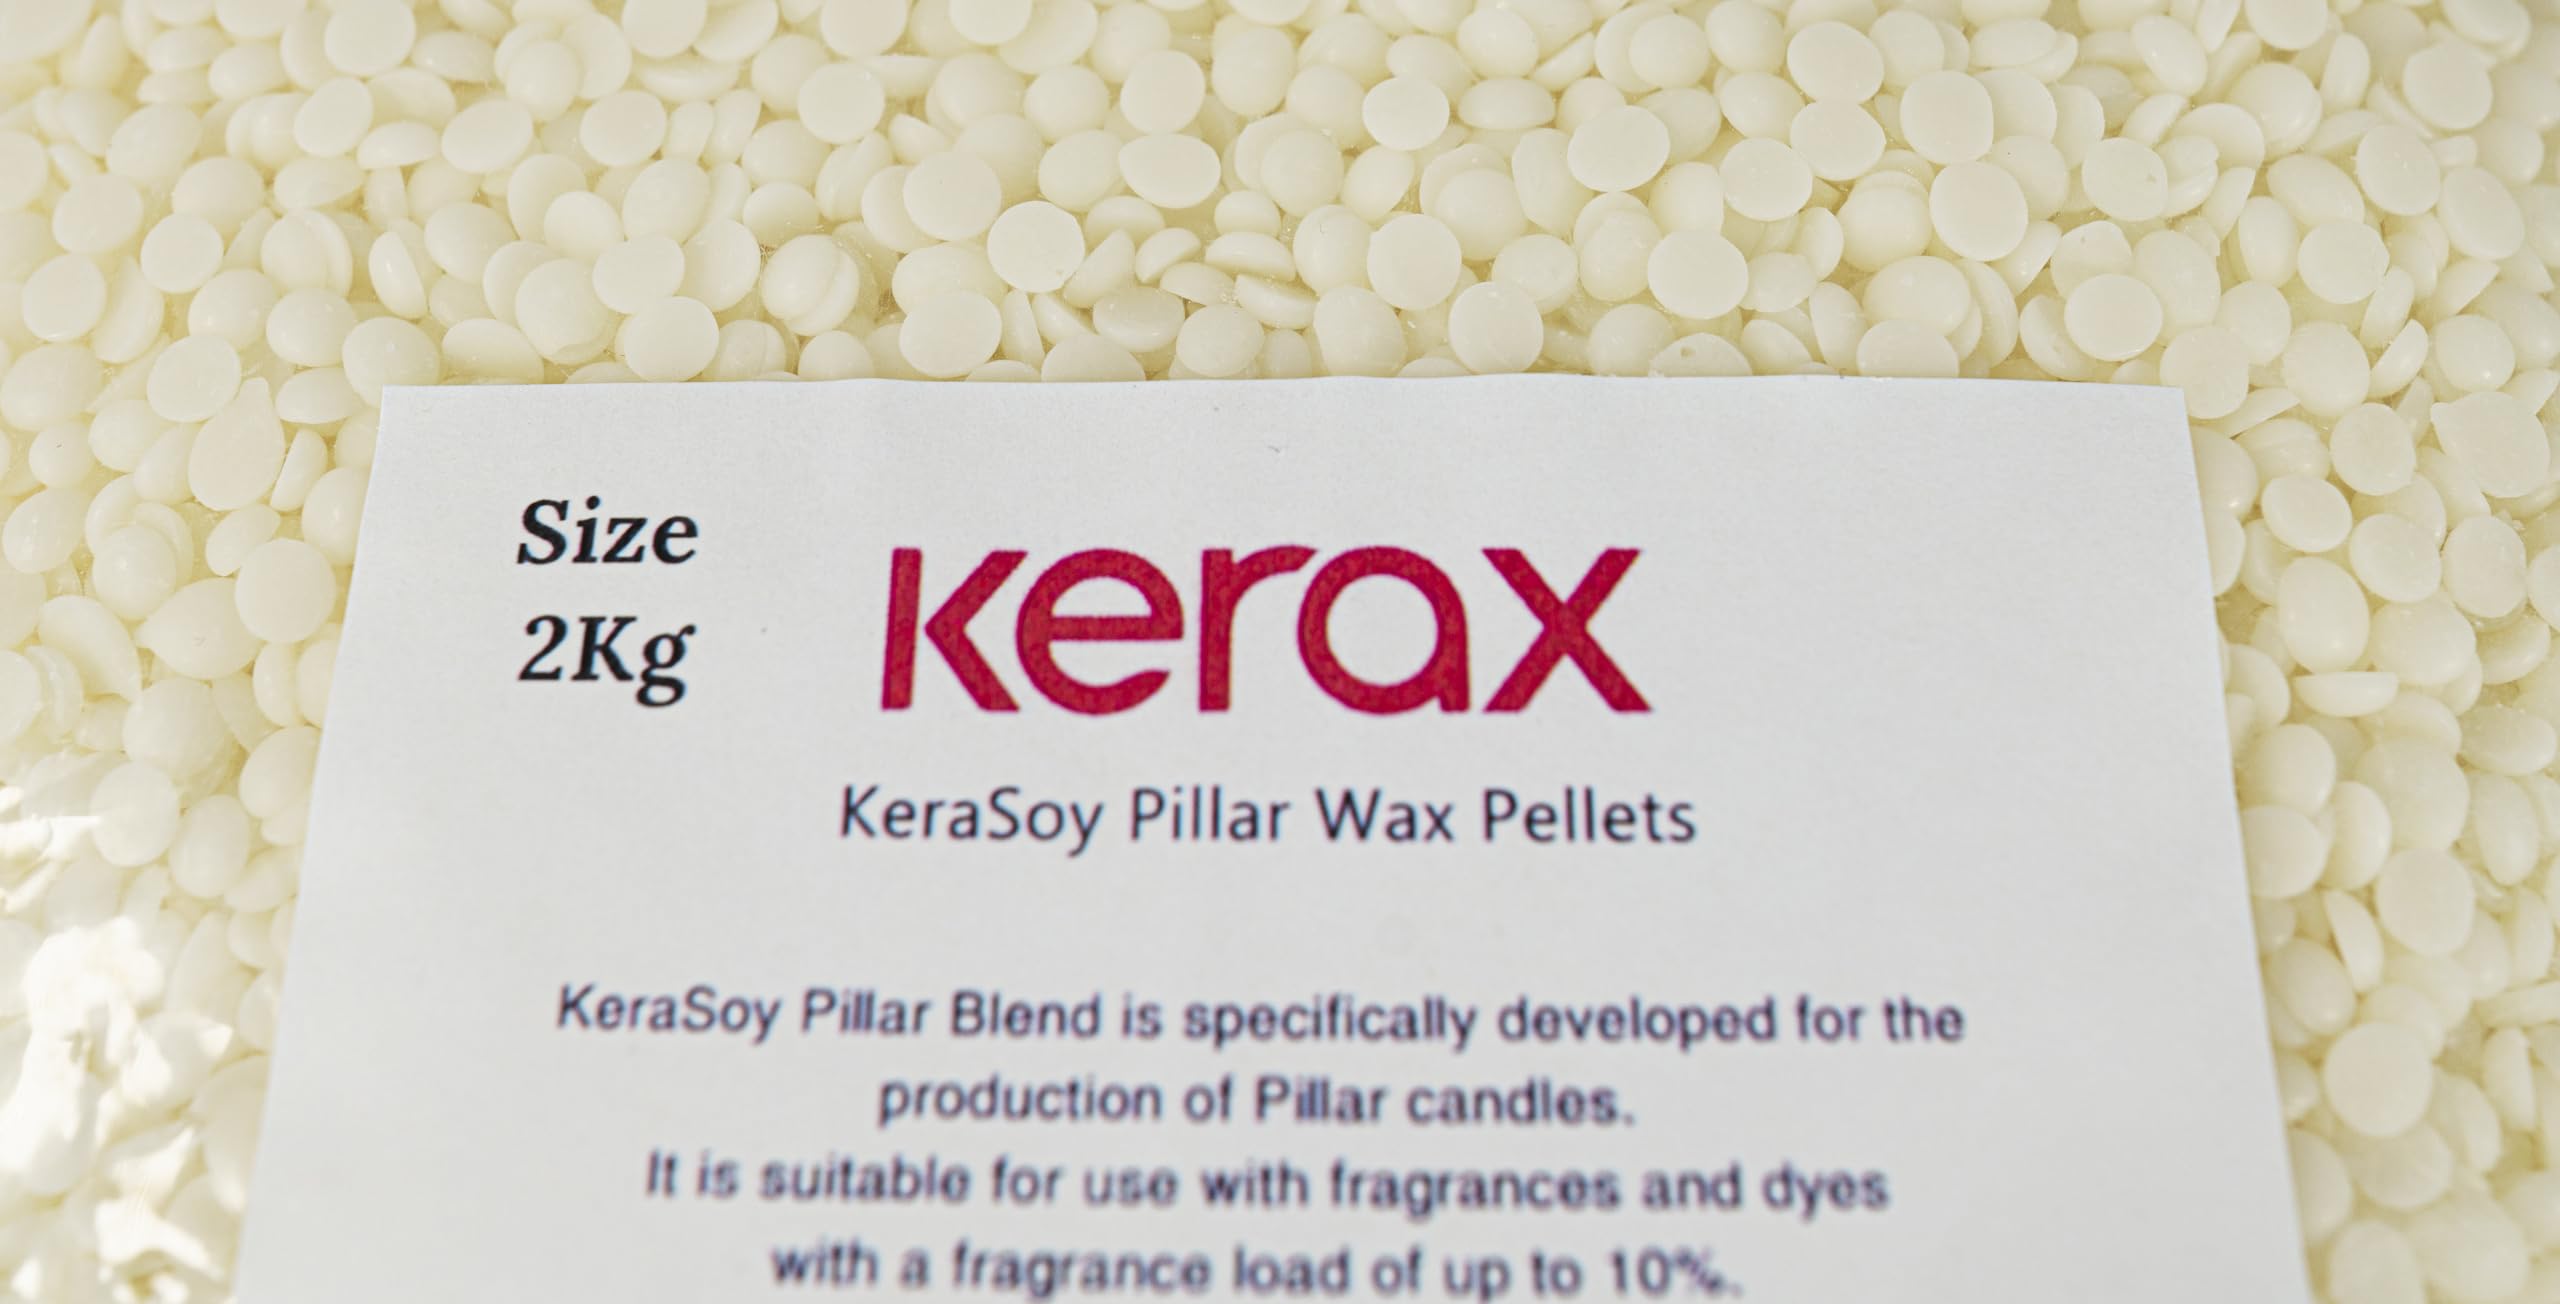 Size
2Kg
kerax
KeraSoy Pillar Wax Pellets
KeraSoy Pillar Blend is specifically developed for the
production of Pillar candles.
It is suitable for use with fragrances and dyes
with a fragrance load of up to 10%.